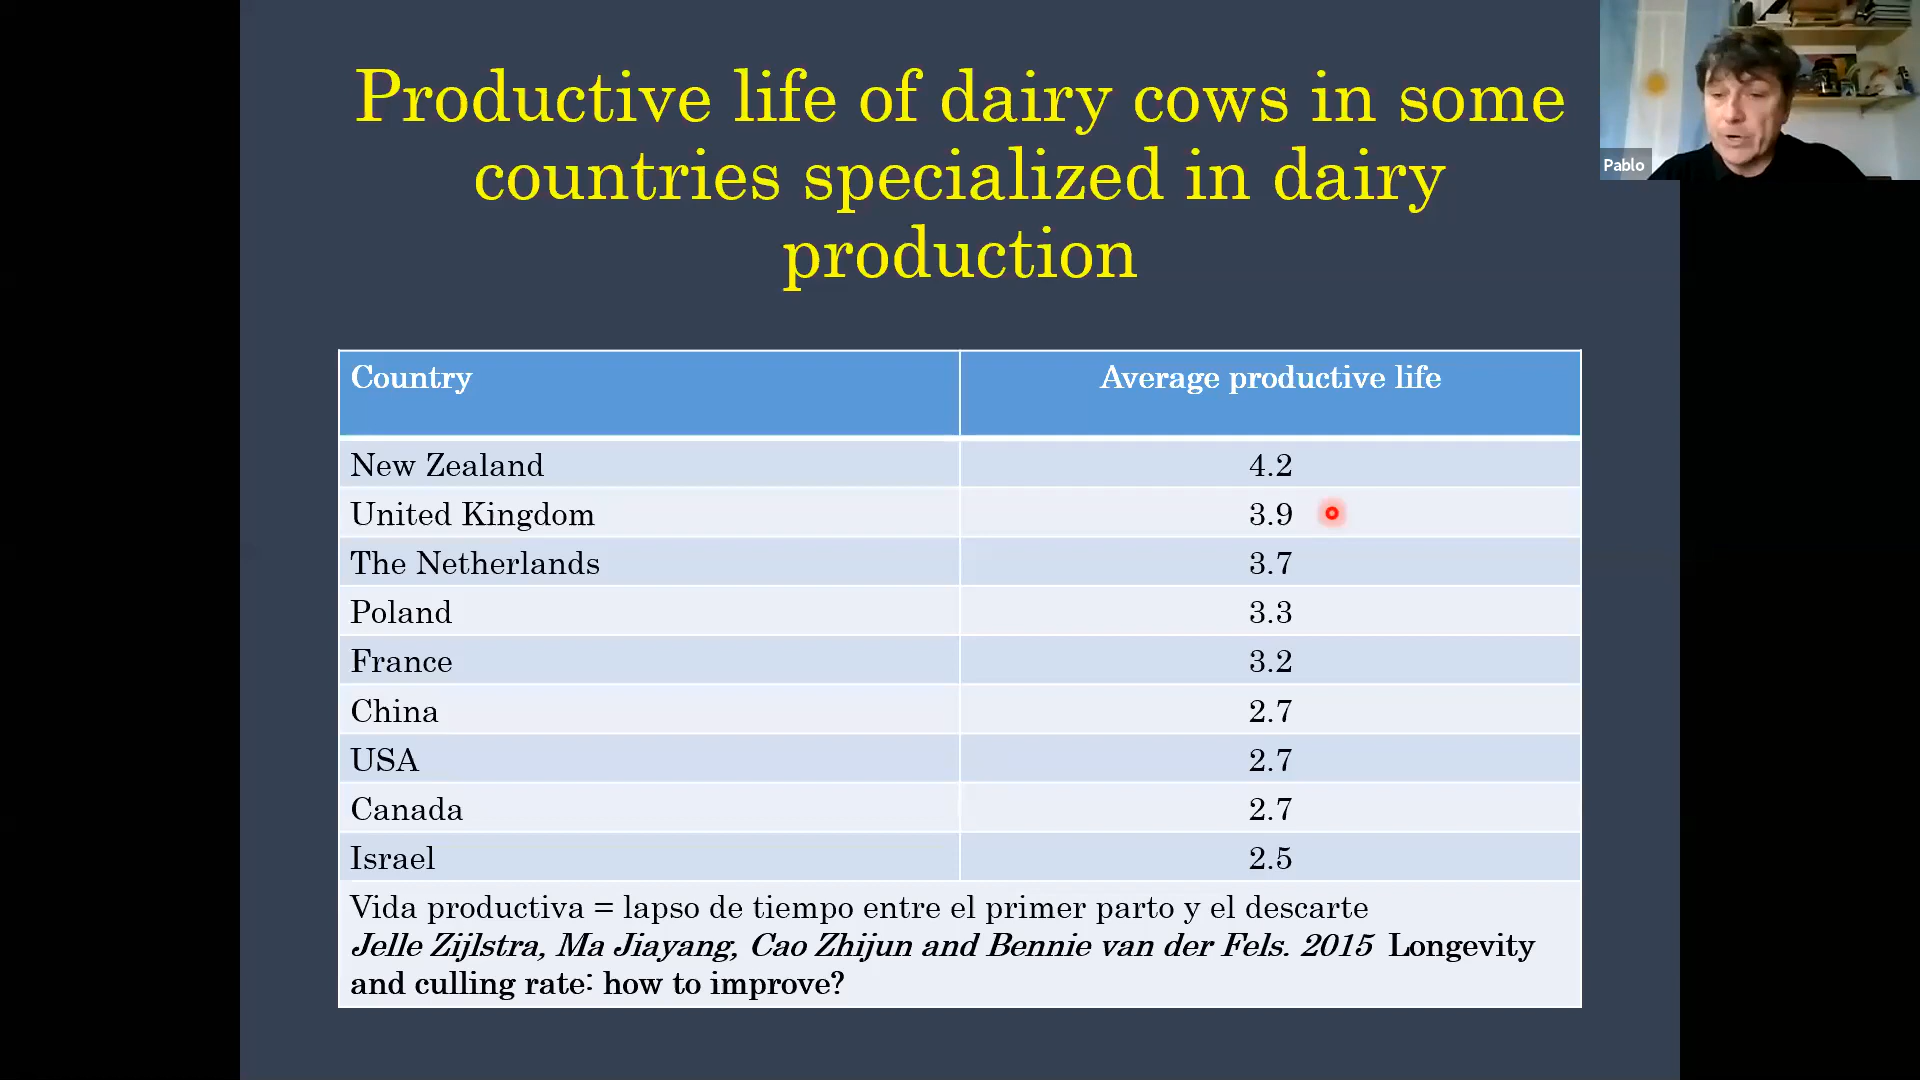 Productive life of dairy cows in some
countries specialized in dairy
production
Pablo
Country Average productive life
New Zealand 4.2
United Kingdom 3.9
The Netherlands 3.7
Poland 3.3
France 3.2
China 2.7
USA 2.7
Canada 2.7
Israel 2.5
Vida productiva = lapso de tiempo entre el primer parto y el descarte
Jelle Zijlstra, Ma Jiayang, Cao Zhijun and Bennie van der Fels. 2015 Longevity
and culling rate: how to improve?